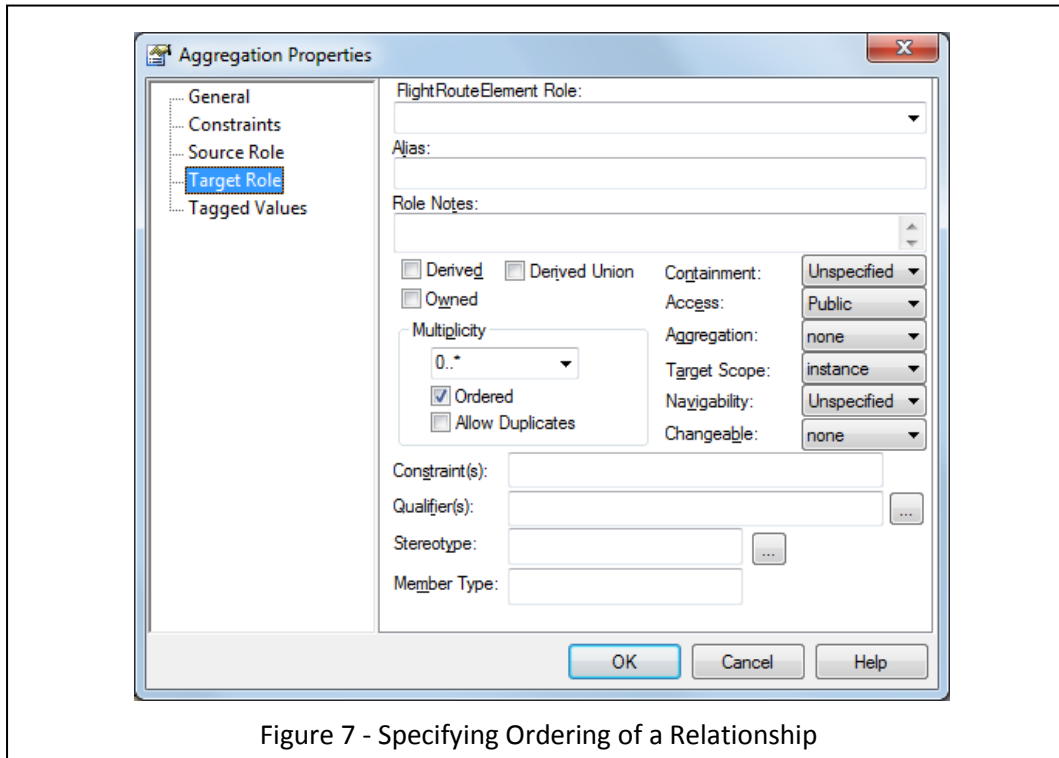 Aggregation Properties
General
Constraints
Source Role
Target Role
Tagged Values
FlightRouteElement Role:
Alias:
Role Notes:
Derived
Derived Union
Owned
Multiplicity
0..*
Ordered
Allow Duplicates
Containment: Unspecified
Access: Public
Aggregation: none
Target Scope: instance
Navigability: Unspecified
Changeable: none
Constraint(s):
Qualifier(s):
...
Stereotype:
...
Member Type:
OK Cancel Help
Figure 7 - Specifying Ordering of a Relationship